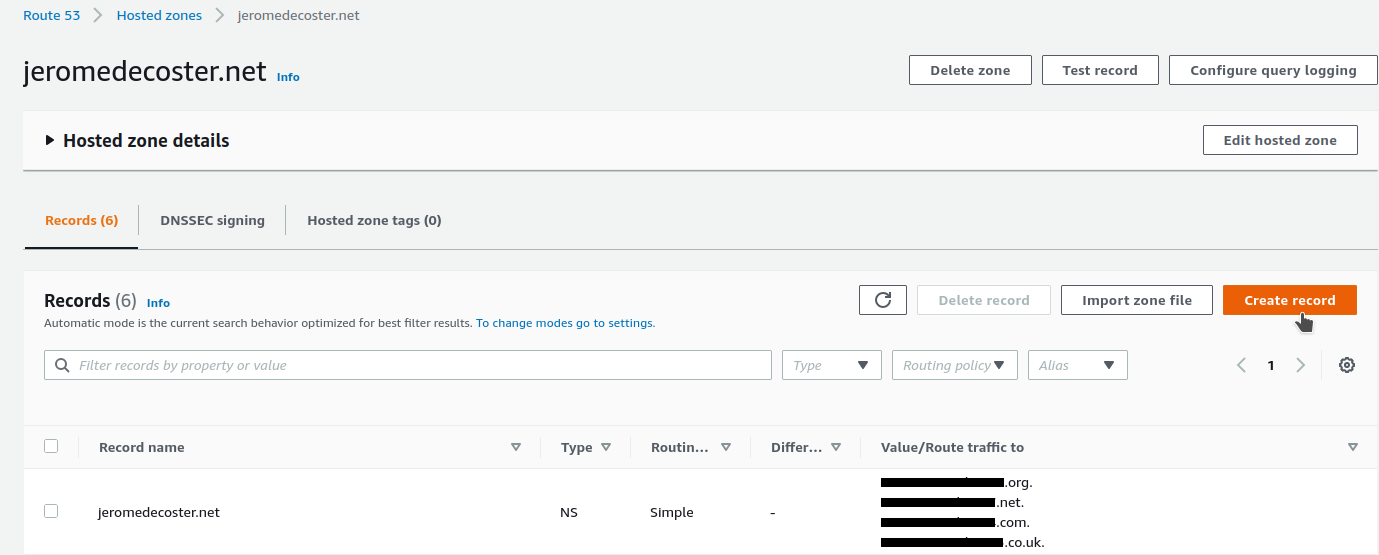 Route 53 > Hosted zones > jeromedecoster.net
jeromedecoster.net Info
Delete zone Test record Configure query logging
Hosted zone details
Edit hosted zone
Records (6) DNSSEC signing Hosted zone tags (0)
Records (6) Info
Delete record Import zone file Create record
Automatic mode is the current search behavior optimized for best filter results. To change modes go to settings.
Filter records by property or value Type Routing policy Alias 1
Record name Type Routin... Differ... Value/Route traffic to
.org.
.net.
jeromedecoster.net NS Simple -
.com.
.co.uk.